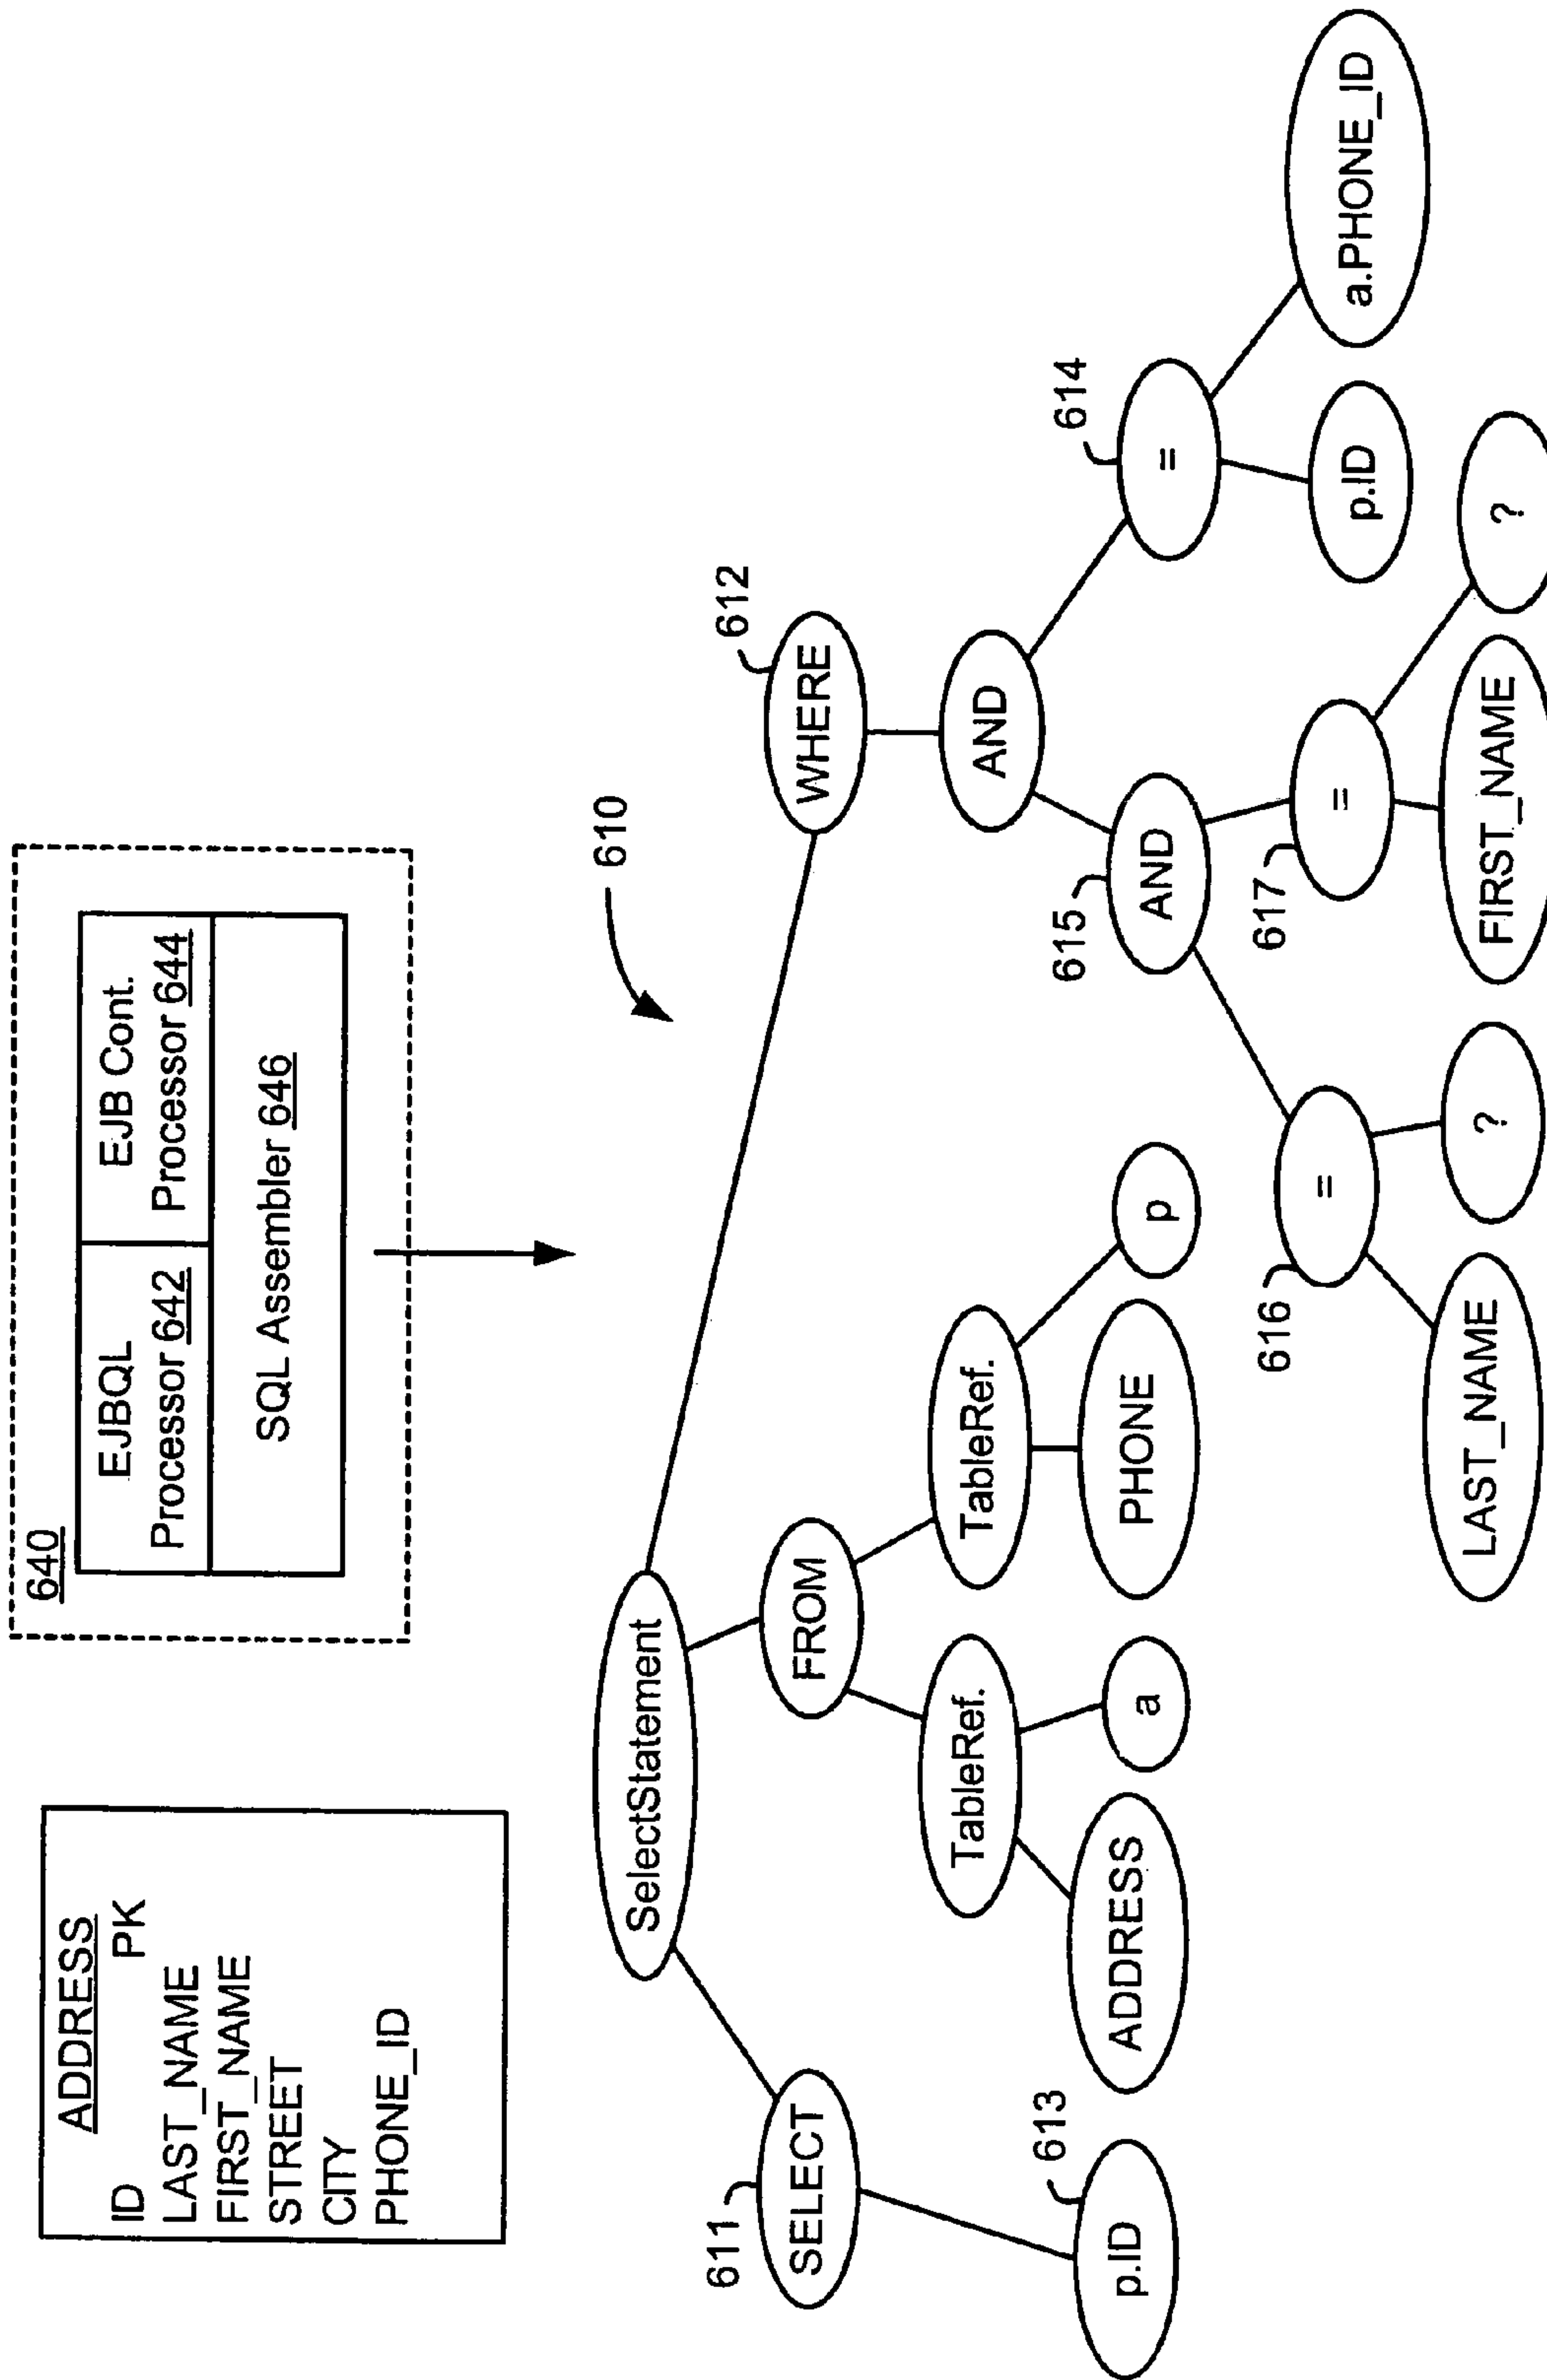 ADDRESS
ID PK
LAST_NAME
FIRST_NAME
STREET
CITY
PHONE_ID
640
EJBQL
Processor 642
EJB Cont.
Processor 644
SQL Assembler 646
610
SelectStatement
611
SELECT
FROM
612
WHERE
613
p.ID
TableRef.
TableRef.
AND
ADDRESS
a
PHONE
p
615
AND
614
=
616
=
617
=
p.ID
a.PHONE_ID
LAST_NAME
?
FIRST_NAME
?